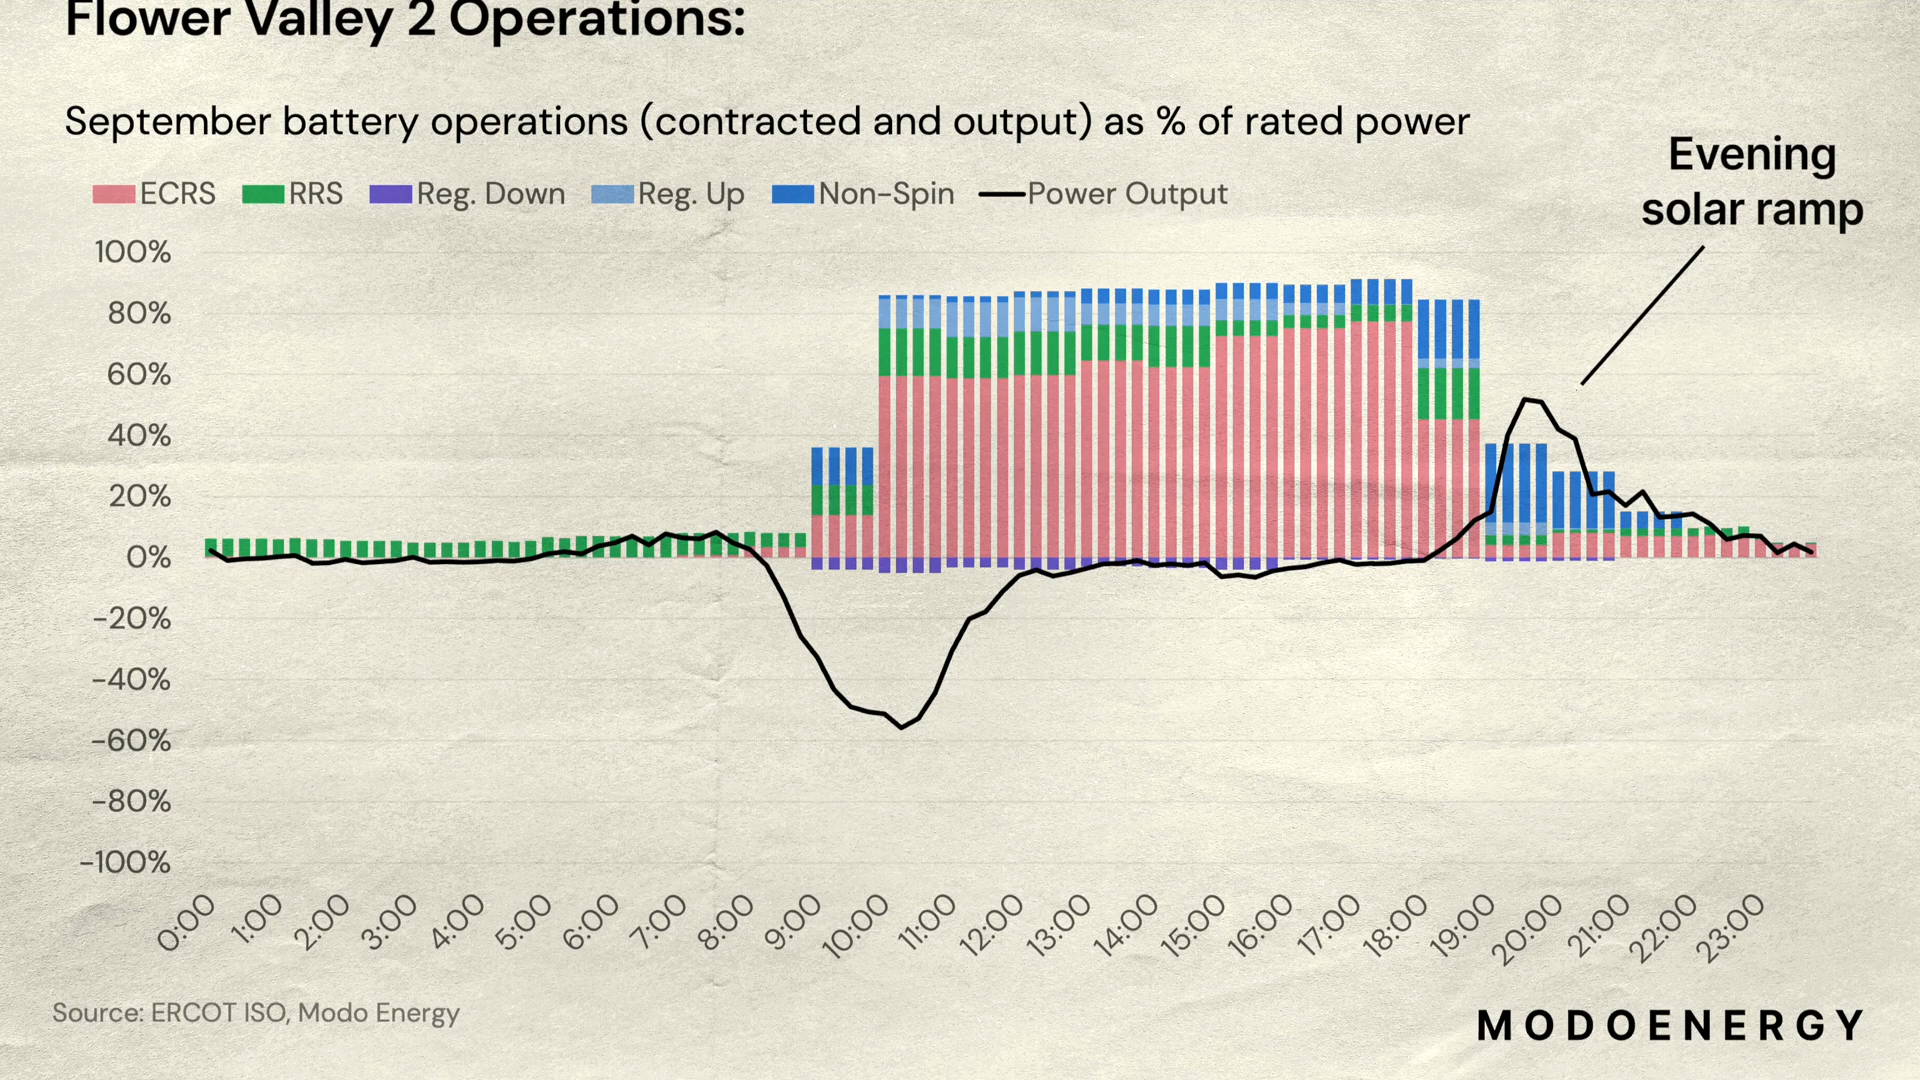 Flower Valley 2 Operations:
September battery operations (contracted and output) as % of rated power
Evening
solar ramp
ECRS RRS Reg. Down Reg. Up Non-Spin Power Output
100%
80%
60%
40%
20%
0%
-20%
-40%
-60%
-80%
-100%
0:00 1:00 2:00 3:00 4:00 5:00 6:00 7:00 8:00 9:00 10:00 11:00 12:00 13:00 14:00 15:00 16:00 17:00 18:00 19:00 20:00 21:00 22:00 23:00
Source: ERCOT ISO, Modo Energy
MODOENERGY